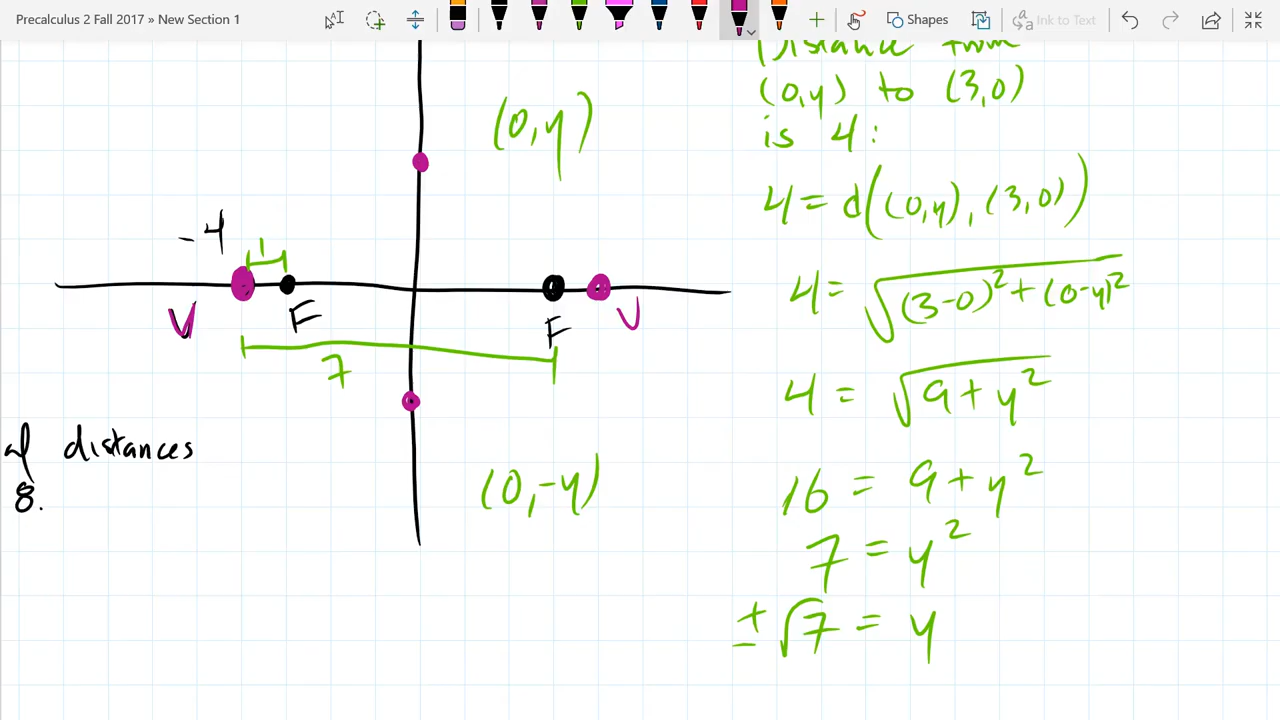 Precalculus 2 Fall 2017 » New Section 1
Shapes
Ink to Text
(0,y)
-4
1
V
F
F
V
7
(0,-y)
of distances
8.
Distance from
(0,y) to (3,0)
is 4:
4 = d((0,y),(3,0))
4 = √(3-0)²+(0-y)²
4 = √9+y²
16 = 9+y²
7 = y²
±√7 = y